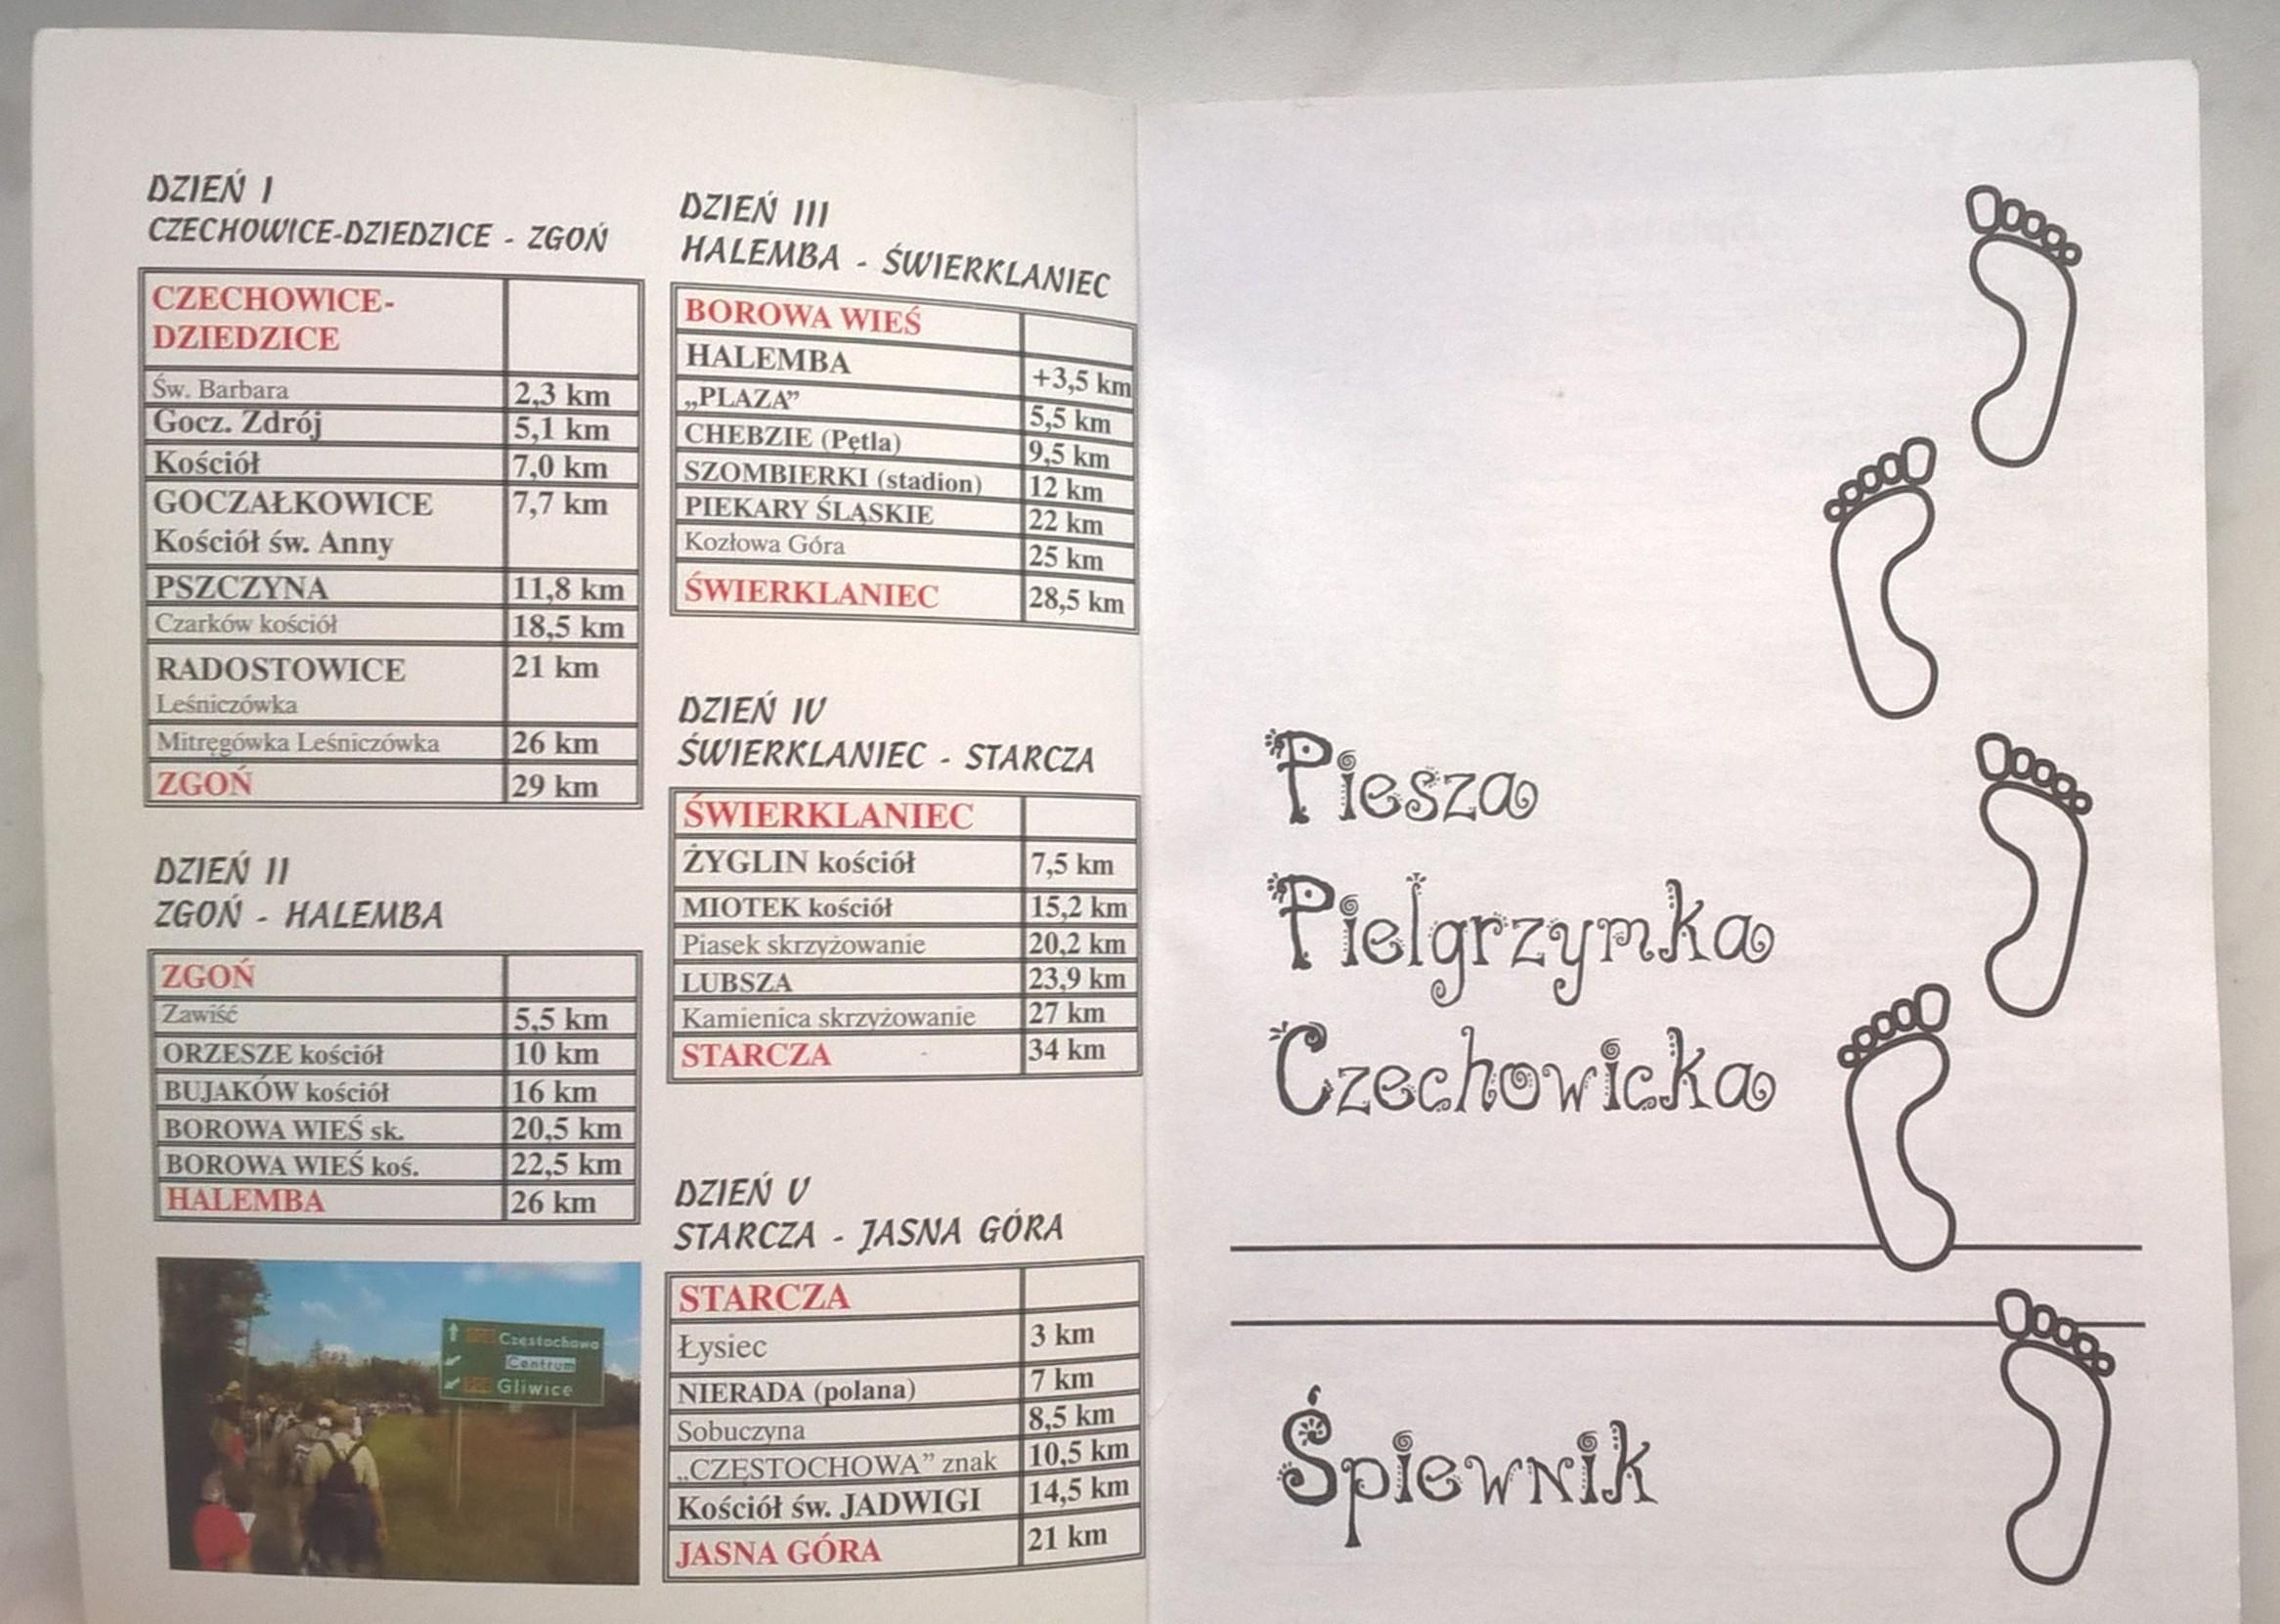 DZIEŃ I
CZECHOWICE-DZIEDZICE - ZGOŃ
CZECHOWICE-
DZIEDZICE
Św. Barbara 2,3 km
Gocz. Zdrój 5,1 km
Kościół 7,0 km
GOCZAŁKOWICE 7,7 km
Kościół św. Anny
PSZCZYNA 11,8 km
Czarków kościół 18,5 km
RADOSTOWICE 21 km
Leśniczówka
Mitręgówka Leśniczówka 26 km
ZGOŃ 29 km
DZIEŃ II
ZGOŃ - HALEMBA
ZGOŃ
Zawiść 5,5 km
ORZESZE kościół 10 km
BUJAKÓW kościół 16 km
BOROWA WIEŚ sk. 20,5 km
BOROWA WIEŚ koś. 22,5 km
HALEMBA 26 km
Częstochowa
Centrum
Gliwice
DZIEŃ III
HALEMBA - ŚWIERKLANIEC
BOROWA WIEŚ
HALEMBA +3,5 km
„PLAZA” 5,5 km
CHEBZIE (Pętla) 9,5 km
SZOMBIERKI (stadion) 12 km
PIEKARY ŚLĄSKIE 22 km
Kozłowa Góra 25 km
ŚWIERKLANIEC 28,5 km
DZIEŃ IV
ŚWIERKLANIEC - STARCZA
ŚWIERKLANIEC
ŻYGLIN kościół 7,5 km
MIOTEK kościół 15,2 km
Piasek skrzyżowanie 20,2 km
LUBSZA 23,9 km
Kamienica skrzyżowanie 27 km
STARCZA 34 km
DZIEŃ V
STARCZA - JASNA GÓRA
STARCZA
Łysiec 3 km
NIERADA (polana) 7 km
Sobuczyna 8,5 km
„CZĘSTOCHOWA” znak 10,5 km
Kościół św. JADWIGI 14,5 km
JASNA GÓRA 21 km
Piesza
Pielgrzymka
Czechowicka
Śpiewnik